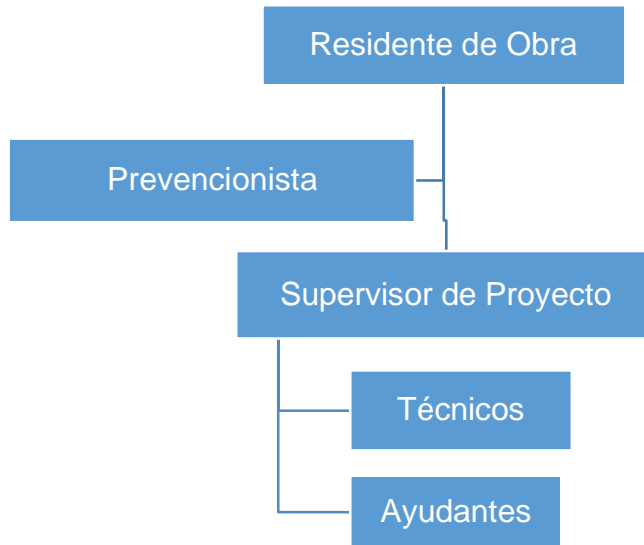 Residente de Obra
Prevencionista
Supervisor de Proyecto
Técnicos
Ayudantes